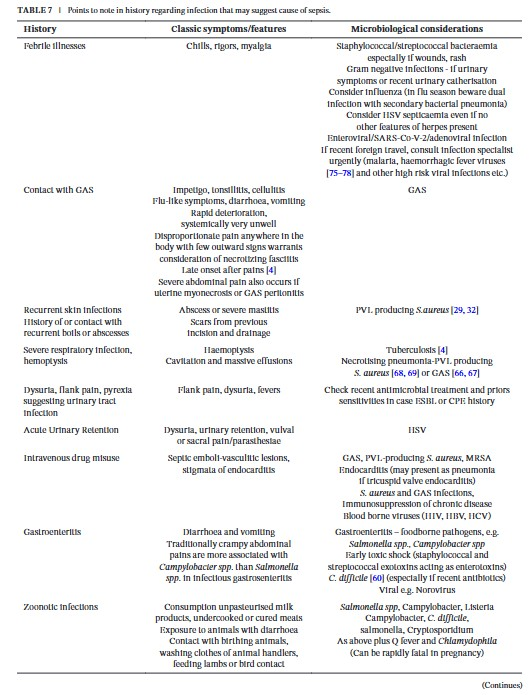 TABLE 7 | Points to note in history regarding infection that may suggest cause of sepsis.
History
Classic symptoms/features
Microbiological considerations
Febrile illnesses
Chills, rigors, myalgia
Staphylococcal/streptococcal bacteraemia
especially if wounds, rash
Gram negative infections - if urinary
symptoms or recent urinary catheterisation
Consider influenza (in flu season beware dual
infection with secondary bacterial pneumonia)
Consider HSV septicaemia even if no
other features of herpes present
Enteroviral/SARS-Co-V-2/adenoviral infection
If recent foreign travel, consult infection specialist
urgently (malaria, haemorrhagic fever viruses
[75–78] and other high risk viral infections etc.)
Contact with GAS
Impetigo, tonsillitis, cellulitis
Flu-like symptoms, diarrhoea, vomiting
Rapid deterioration,
systemically very unwell
Disproportionate pain anywhere in the
body with few outward signs warrants
consideration of necrotizing fasciitis
Late onset after pains [4]
Severe abdominal pain also occurs if
uterine myonecrosis or GAS peritonitis
GAS
Recurrent skin infections
History of or contact with
recurrent boils or abscesses
Abscess or severe mastitis
Scars from previous
incision and drainage
PVL producing S.aureus [29, 32]
Severe respiratory infection,
hemoptysis
Haemoptysis
Cavitation and massive effusions
Tuberculosis [4]
Necrotising pneumonia-PVL producing
S. aureus [68, 69] or GAS [66, 67]
Dysuria, flank pain, pyrexia
suggesting urinary tract
infection
Flank pain, dysuria, fevers
Check recent antimicrobial treatment and priors
sensitivities in case ESBL or CPE history
Acute Urinary Retention
Dysuria, urinary retention, vulval
or sacral pain/parasthesiae
HSV
Intravenous drug misuse
Septic emboli-vasculitic lesions,
stigmata of endocarditis
GAS, PVL-producing S. aureus, MRSA
Endocarditis (may present as pneumonia
if tricuspid valve endocarditis)
S. aureus and GAS infections,
Immunosuppression of chronic disease
Blood borne viruses (HIV, HBV, HCV)
Gastroenteritis
Diarrhoea and vomiting
Traditionally crampy abdominal
pains are more associated with
Campylobacter spp. than Salmonella
spp. in infectious gastrosenteritis
Gastroenteritis – foodborne pathogens, e.g.
Salmonella spp., Campylobacter spp
Early toxic shock (staphylococcal and
streptococcal exotoxins acting as enterotoxins)
C. difficile [60] (especially if recent antibiotics)
Viral e.g. Norovirus
Zoonotic infections
Consumption unpasteurised milk
products, undercooked or cured meats
Exposure to animals with diarrhoea
Contact with birthing animals,
washing clothes of animal handlers,
feeding lambs or bird contact
Salmonella spp, Campylobacter, Listeria
Campylobacter, C. difficile,
salmonella, Cryptosporidium
As above plus Q fever and Chlamydophila
(Can be rapidly fatal in pregnancy)
(Continues)